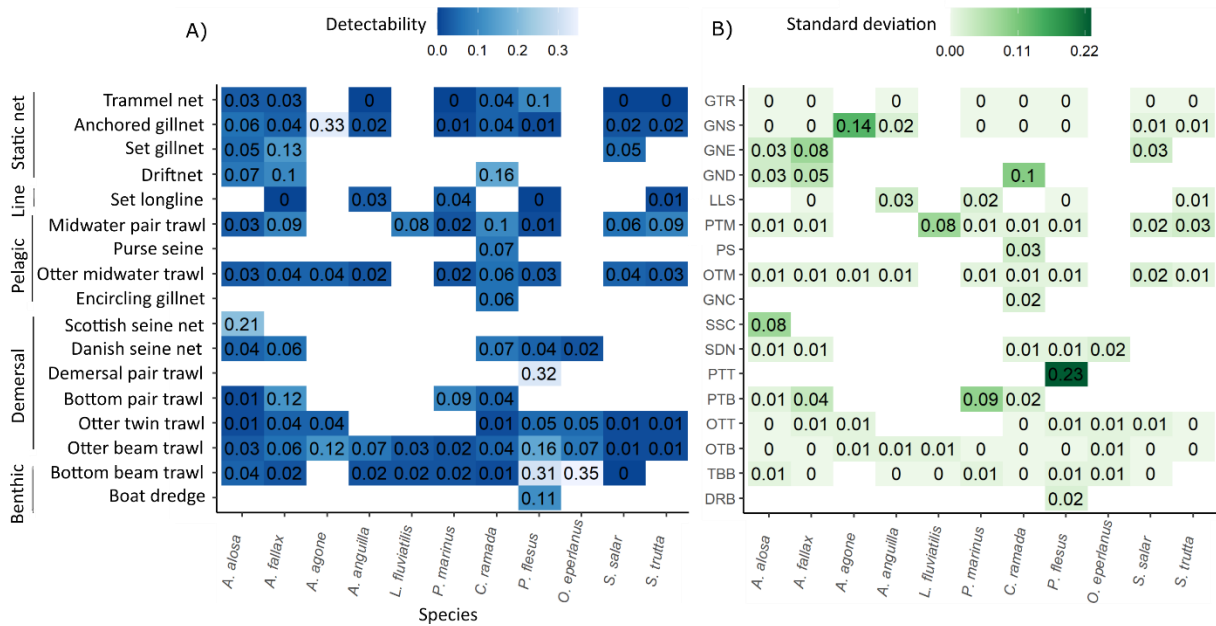 A)
Detectability
0.0 0.1 0.2 0.3
B)
Standard deviation
0.00 0.11 0.22
Static net
Line
Pelagic
Demersal
Benthic
Trammel net 0.03 0.03 0 0 0.04 0.1 0 0
Anchored gillnet 0.06 0.04 0.33 0.02 0.01 0.04 0.01 0.02 0.02
Set gillnet 0.05 0.13 0.05
Driftnet 0.07 0.1 0.16
Set longline 0 0.03 0.04 0 0.01
Midwater pair trawl 0.03 0.09 0.08 0.02 0.1 0.01 0.06 0.09
Purse seine 0.07
Otter midwater trawl 0.03 0.04 0.04 0.02 0.02 0.06 0.03 0.04 0.03
Encircling gillnet 0.06
Scottish seine net 0.21
Danish seine net 0.04 0.06 0.07 0.04 0.02
Demersal pair trawl 0.32
Bottom pair trawl 0.01 0.12 0.09 0.04
Otter twin trawl 0.01 0.04 0.04 0.01 0.05 0.05 0.01 0.01
Otter beam trawl 0.03 0.06 0.12 0.07 0.03 0.02 0.04 0.16 0.07 0.01 0.01
Bottom beam trawl 0.04 0.02 0.02 0.02 0.02 0.01 0.31 0.35 0
Boat dredge 0.11
A. alosa
A. fallax
A. agone
A. anguilla
L. fluviatilis
P. marinus
C. ramada
P. flesus
O. eperlanus
S. salar
S. trutta
Species
GTR 0 0 0 0 0 0 0 0
GNS 0 0 0.14 0.02 0 0 0 0.01 0.01
GNE 0.03 0.08 0.03
GND 0.03 0.05 0.1
LLS 0 0.03 0.02 0 0.01
PTM 0.01 0.01 0.08 0.01 0.01 0.01 0.02 0.03
PS 0.03
OTM 0.01 0.01 0.01 0.01 0.01 0.01 0.01 0.02 0.01
GNC 0.02
SSC 0.08
SDN 0.01 0.01 0.01 0.01 0.02
PTT 0.23
PTB 0.01 0.04 0.09 0.02
OTT 0 0.01 0.01 0 0.01 0.01 0.01 0
OTB 0 0 0.01 0.01 0.01 0 0 0 0.01 0 0
TBB 0.01 0 0 0 0.01 0 0.01 0.01 0
DRB 0.02
A. alosa
A. fallax
A. agone
A. anguilla
L. fluviatilis
P. marinus
C. ramada
P. flesus
O. eperlanus
S. salar
S. trutta